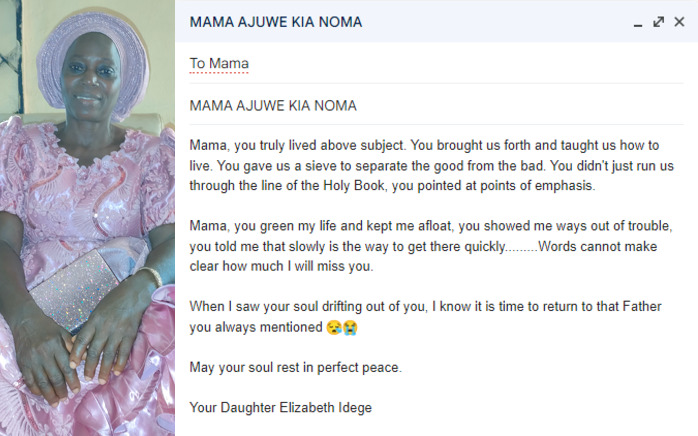 MAMA AJUWE KIA NOMA
To Mama
MAMA AJUWE KIA NOMA
Mama, you truly lived above subject. You brought us forth and taught us how to
live. You gave us a sieve to separate the good from the bad. You didn't just run us
through the line of the Holy Book, you pointed at points of emphasis.
Mama, you green my life and kept me afloat, you showed me ways out of trouble,
you told me that slowly is the way to get there quickly.........Words cannot make
clear how much I will miss you.
When I saw your soul drifting out of you, I know it is time to return to that Father
you always mentioned 😪😭
May your soul rest in perfect peace.
Your Daughter Elizabeth Idege